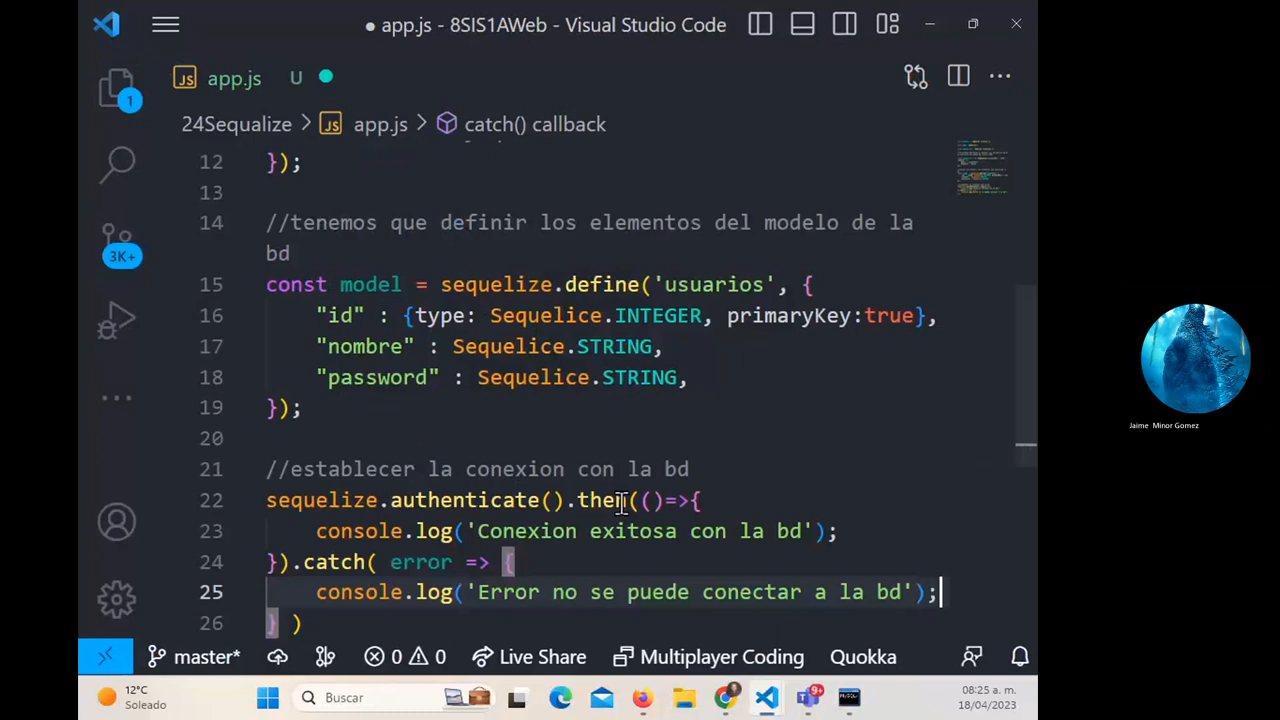 app.js - 8SIS1AWeb - Visual Studio Code
JS app.js U
1
24Sequalize > JS app.js > catch() callback
12 });
13
14 //tenemos que definir los elementos del modelo de la
bd
15 const model = sequelize.define('usuarios', {
16 "id" : {type: Sequelice.INTEGER, primaryKey:true},
17 "nombre" : Sequelice.STRING,
18 "password" : Sequelice.STRING,
19 });
20
21 //establecer la conexion con la bd
22 sequelize.authenticate().then(()=>{
23 console.log('Conexion exitosa con la bd');
24 }).catch( error => {
25 console.log('Error no se puede conectar a la bd');
26 } )
3K+
Jaime Minor Gomez
master* 0 0 Live Share Multiplayer Coding Quokka
12°C
Soleado
Buscar
9+
08:25 a. m.
18/04/2023